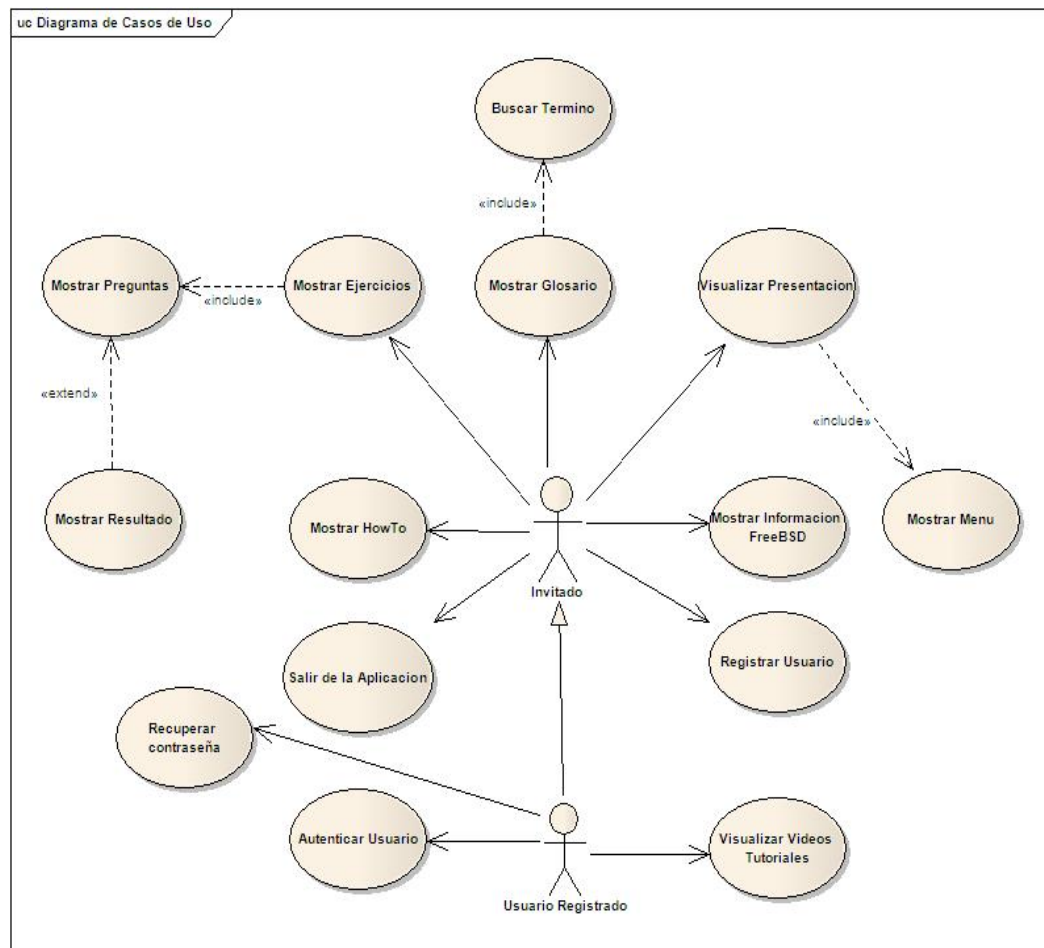 uc Diagrama de Casos de Uso
Buscar Termino
«include»
Mostrar Preguntas
«include»
Mostrar Ejercicios
Mostrar Glosario
Visualizar Presentacion
«extend»
«include»
Mostrar Resultado
Mostrar HowTo
Invitado
Mostrar Informacion
FreeBSD
Mostrar Menu
Salir de la Aplicacion
Registrar Usuario
Recuperar
contraseña
Autenticar Usuario
Usuario Registrado
Visualizar Videos
Tutoriales